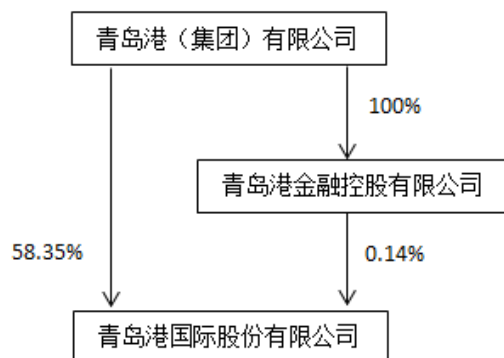 青岛港（集团）有限公司
100%
青岛港金融控股有限公司
58.35%
0.14%
青岛港国际股份有限公司